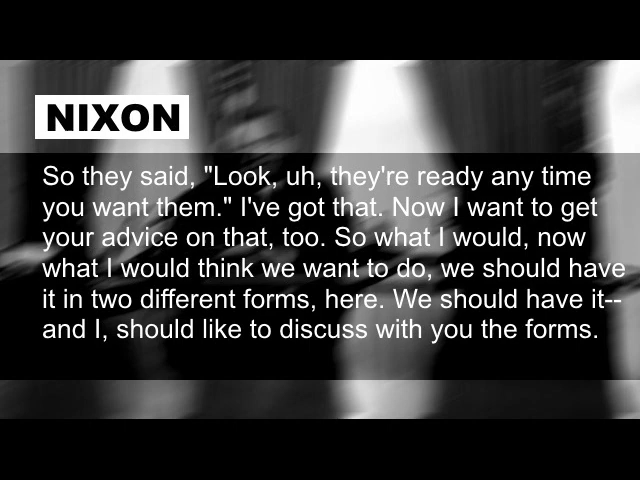 NIXON
So they said, "Look, uh, they're ready any time
you want them." I've got that. Now I want to get
your advice on that, too. So what I would, now
what I would think we want to do, we should have
it in two different forms, here. We should have it--
and I, should like to discuss with you the forms.